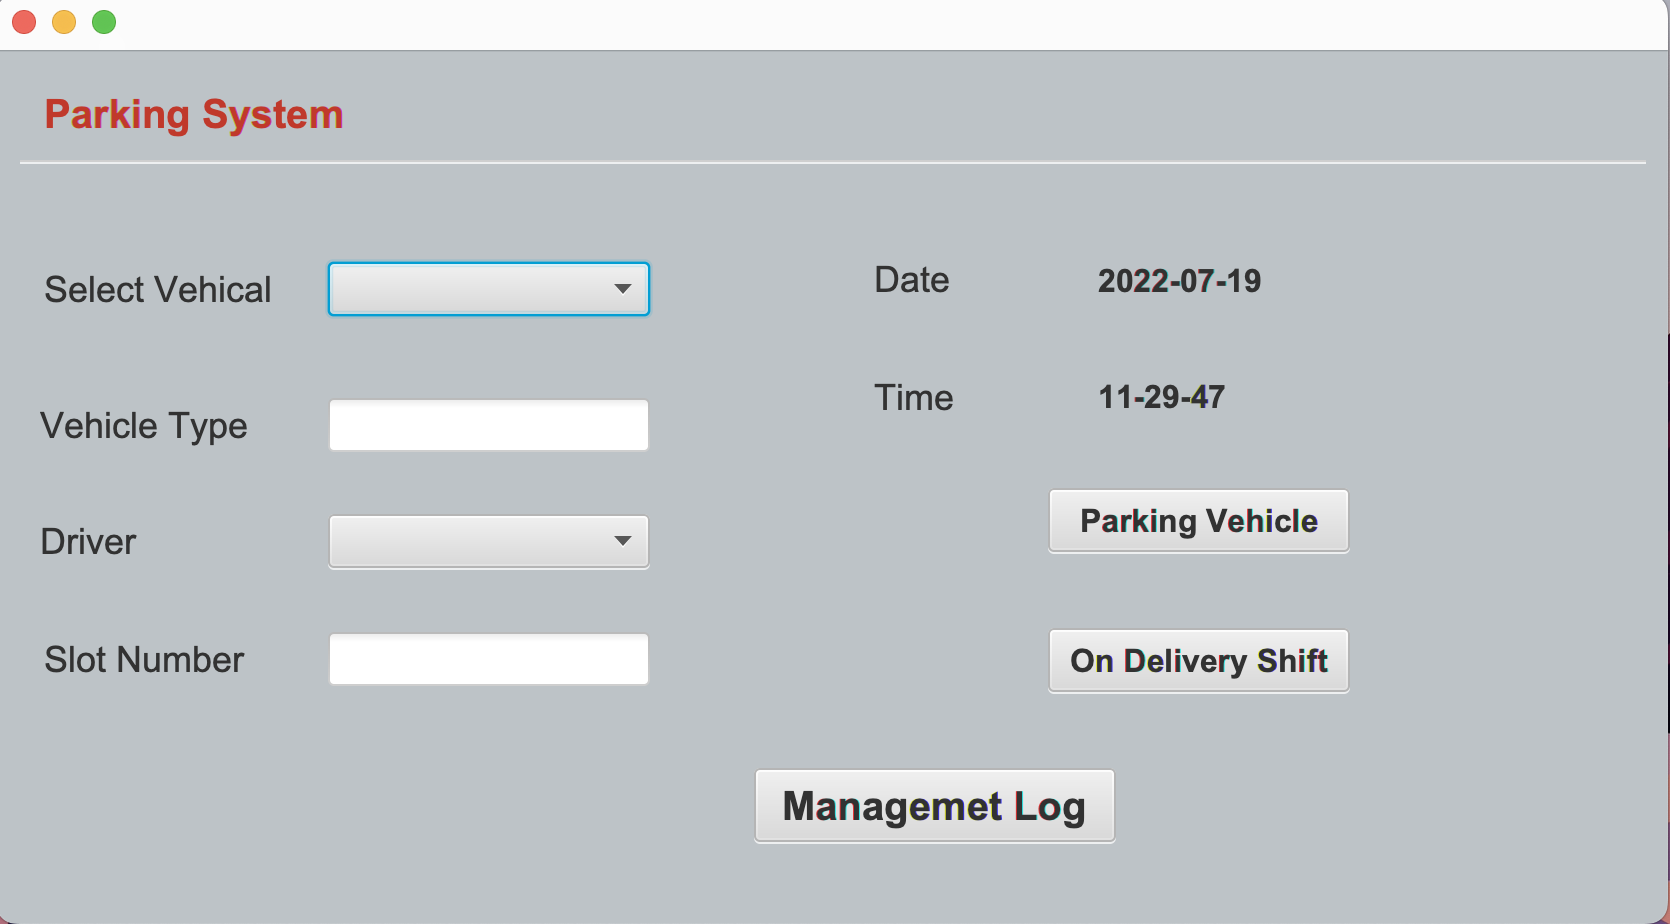 Parking System
Select Vehical
Date
2022-07-19
Vehicle Type
Time
11-29-47
Driver
Parking Vehicle
Slot Number
On Delivery Shift
Managemet Log